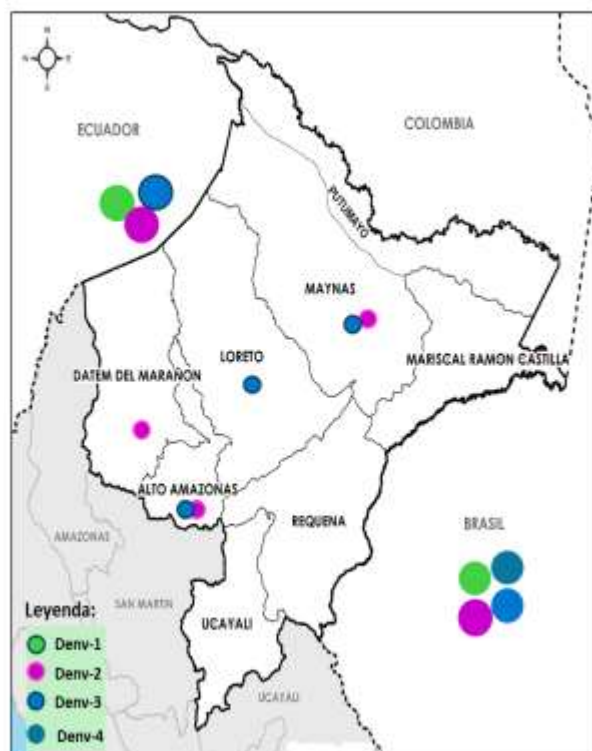 N
S
ECUADOR
COLOMBIA
PUTUMAYO
MAYNAS
LORETO
MARISCAL RAMON CASTILLA
DATEM DEL MARAÑON
ALTO AMAZONAS
REQUENA
BRASIL
AMAZONAS
SAN MARTIN
UCAYALI
UCAYALI
Leyenda:
Denv-1
Denv-2
Denv-3
Denv-4